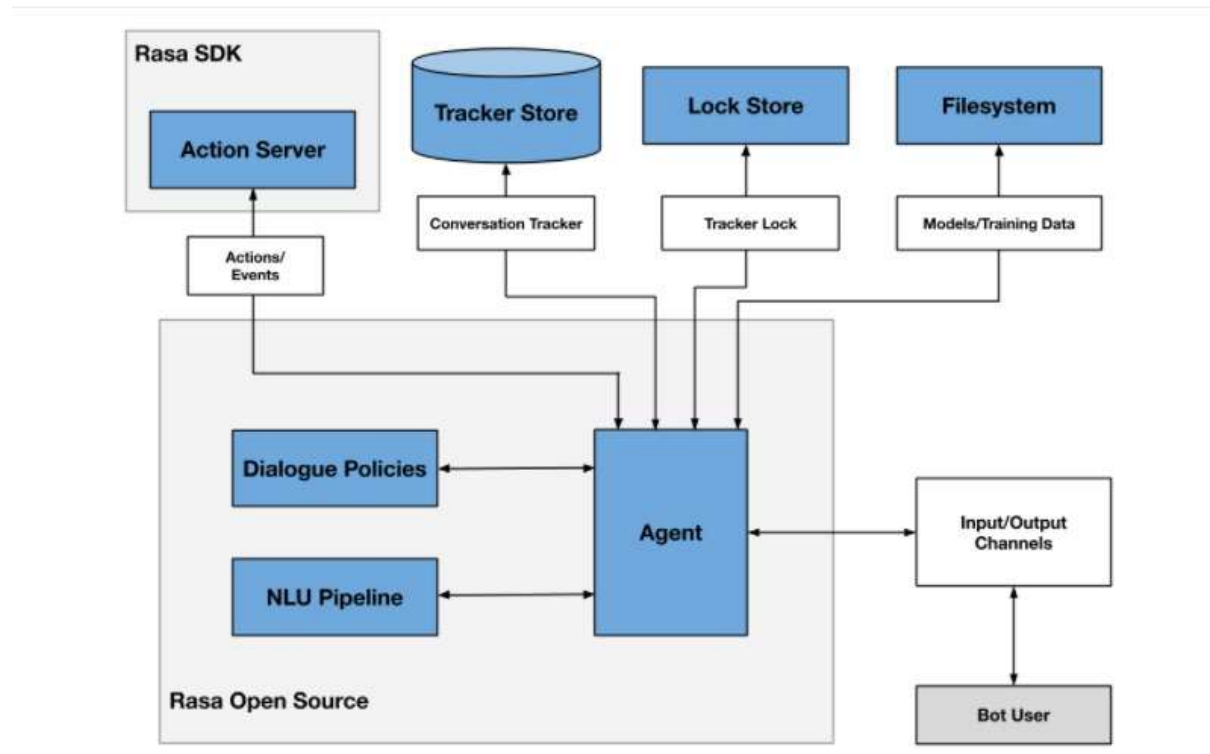 Rasa SDK
Action Server
Tracker Store
Lock Store
Filesystem
Actions/
Events
Conversation Tracker
Tracker Lock
Models/Training Data
Dialogue Policies
NLU Pipeline
Agent
Input/Output
Channels
Rasa Open Source
Bot User